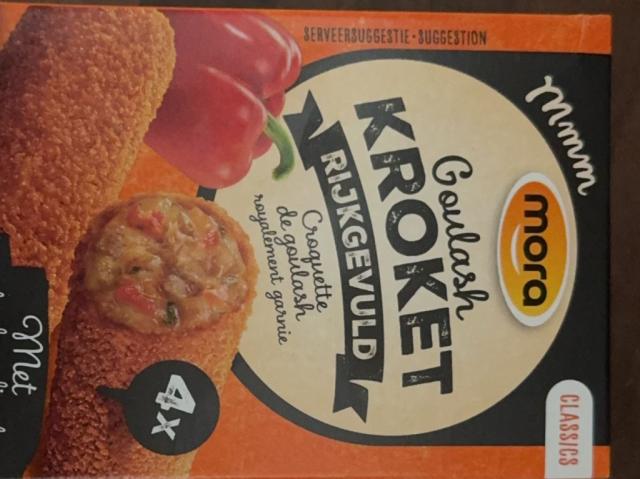 Mmm
CLASSICS
mora
Goulash
KROKET
RIJKGEVULD
Croquette
de goulash
royalement garnie
SERVEERSUGGESTIE - SUGGESTION
4x
Met